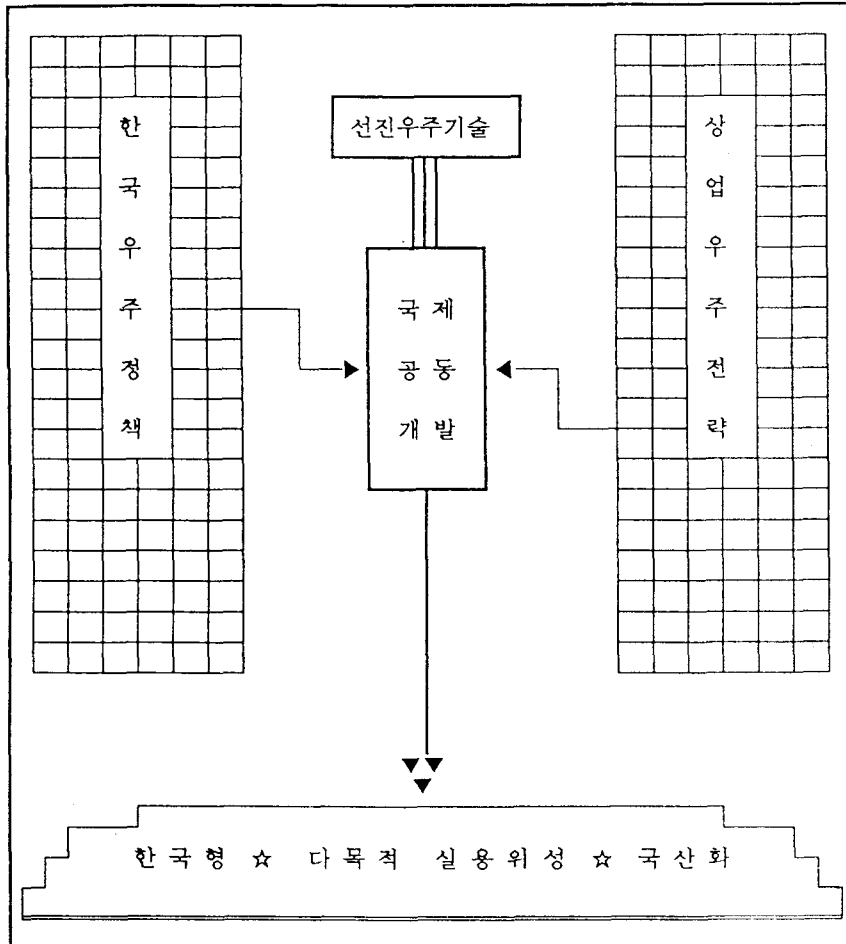 한국우주정책
선진우주기술
국제
공동
개발
상업우주전략
한국형 ☆ 다목적 실용위성 ☆ 국산화